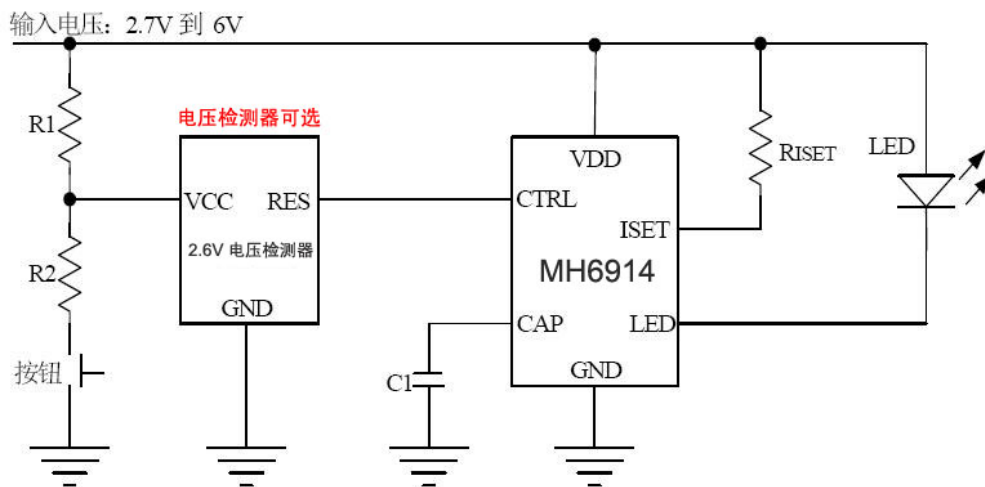 输入电压：2.7V 到 6V
R1
电压检测器可选
VCC
RES
2.6V 电压检测器
GND
R2
按钮
VDD
CTRL
ISET
MH6914
CAP
LED
GND
C1
RISET
LED